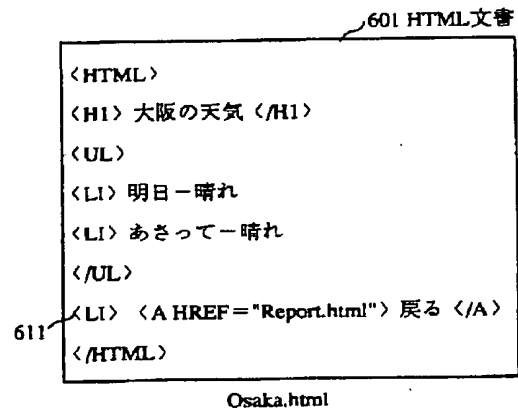 601 HTML文書
〈HTML〉
〈H1〉大阪の天気〈/H1〉
〈UL〉
〈LI〉明日－晴れ
〈LI〉あさって－晴れ
〈/UL〉
611 〈LI〉〈A HREF＝"Report.html"〉戻る〈/A〉
〈/HTML〉
Osaka.html